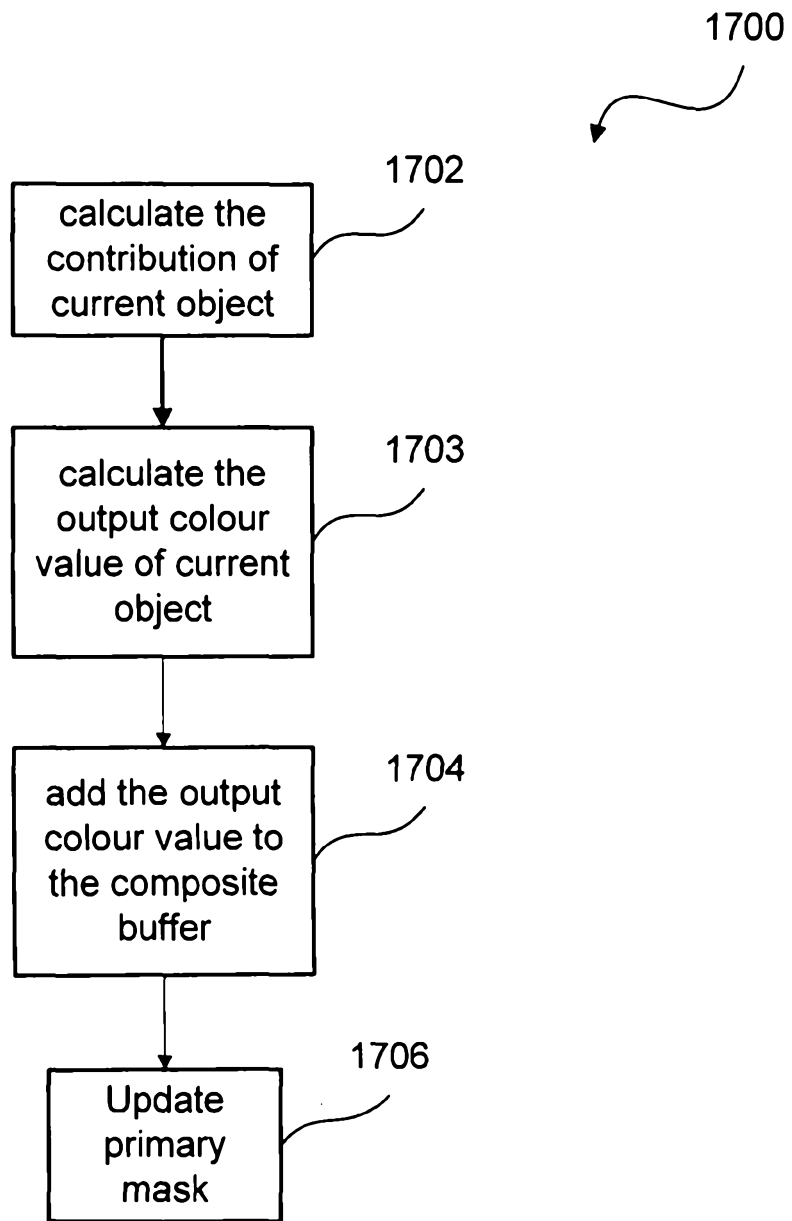 1700
1702
calculate the
contribution of
current object
1703
calculate the
output colour
value of current
object
1704
add the output
colour value to
the composite
buffer
1706
Update
primary
mask